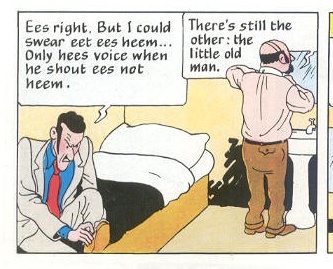 Ees right. But I could
swear eet ees heem...
Only hees voice when
he shout ees not
heem.
There's still the
other: the
little old
man.